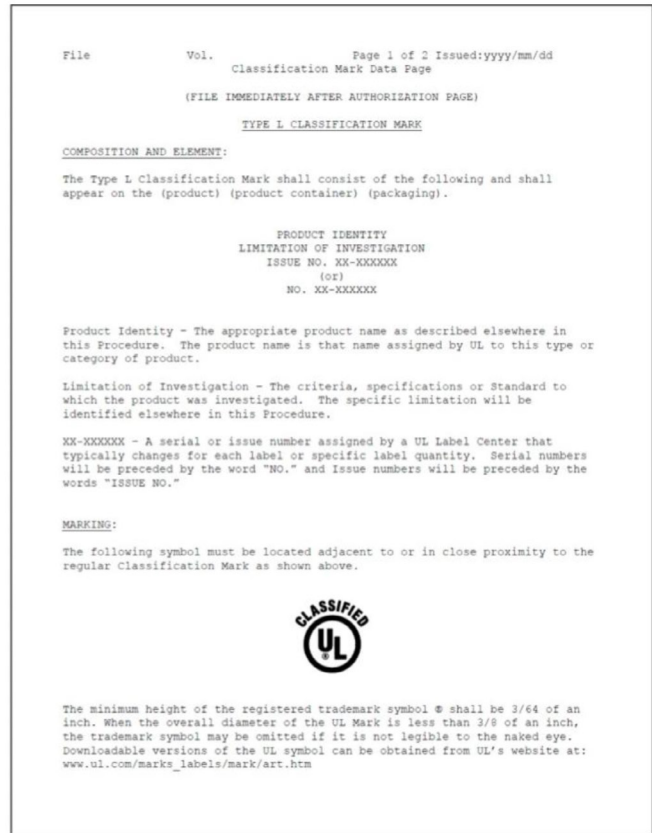 File Vol. Page 1 of 2 Issued:yyyy/mm/dd
Classification Mark Data Page
(FILE IMMEDIATELY AFTER AUTHORIZATION PAGE)
TYPE L CLASSIFICATION MARK
COMPOSITION AND ELEMENT:
The Type L Classification Mark shall consist of the following and shall
appear on the (product) (product container) (packaging).
PRODUCT IDENTITY
LIMITATION OF INVESTIGATION
ISSUE NO. XX-XXXXXX
(or)
NO. XX-XXXXXX
Product Identity - The appropriate product name as described elsewhere in
this Procedure. The product name is that name assigned by UL to this type or
category of product.
Limitation of Investigation - The criteria, specifications or Standard to
which the product was investigated. The specific limitation will be
identified elsewhere in this Procedure.
XX-XXXXXX - A serial or issue number assigned by a UL Label Center that
typically changes for each label or specific label quantity. Serial numbers
will be preceded by the word "NO." and Issue numbers will be preceded by the
words "ISSUE NO."
MARKING:
The following symbol must be located adjacent to or in close proximity to the
regular Classification Mark as shown above.
CLASSIFIED
UL ®
The minimum height of the registered trademark symbol ® shall be 3/64 of an
inch. When the overall diameter of the UL Mark is less than 3/8 of an inch,
the trademark symbol may be omitted if it is not legible to the naked eye.
Downloadable versions of the UL symbol can be obtained from UL's website at:
www.ul.com/marks_labels/mark/art.htm